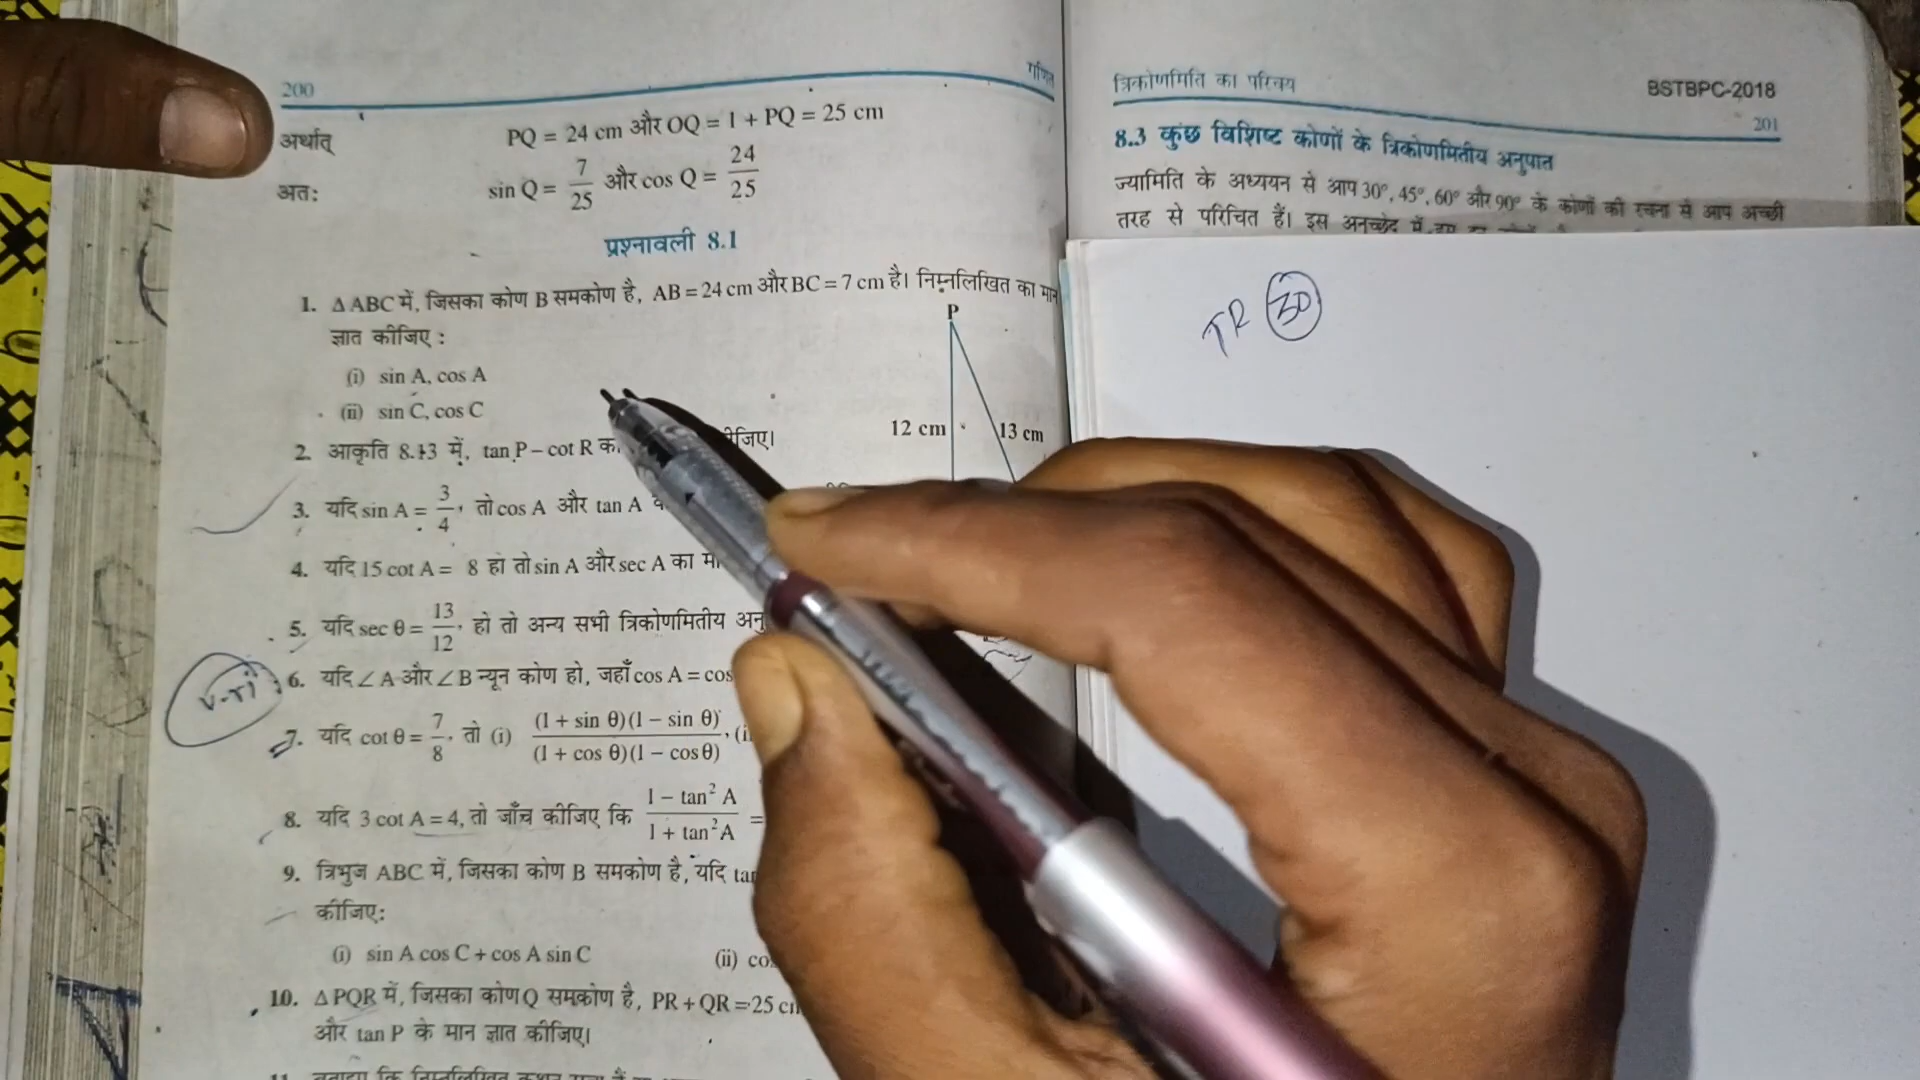 200
गणित
अर्थात् PQ = 24 cm और OQ = 1 + PQ = 25 cm
अतः sin Q = 7/25 और cos Q = 24/25
प्रश्नावली 8.1
1. Δ ABC में, जिसका कोण B समकोण है, AB = 24 cm और BC = 7 cm है। निम्नलिखित का मान
ज्ञात कीजिए :
(i) sin A, cos A
(ii) sin C, cos C
2. आकृति 8.13 में, tan P – cot R
P
12 cm
13 cm
3. यदि sin A = 3/4, तो cos A और tan A
4. यदि 15 cot A = 8 हो तो sin A और sec A का
5. यदि sec θ = 13/12, हो तो अन्य सभी त्रिकोणमितीय
6. यदि ∠ A और ∠ B न्यून कोण हो, जहाँ cos A = cos
7. यदि cot θ = 7/8, तो (i) (1 + sin θ)(1 – sin θ)/(1 + cos θ)(1 – cos θ),
8. यदि 3 cot A = 4, तो जाँच कीजिए कि 1 – tan² A/1 + tan² A =
9. त्रिभुज ABC में, जिसका कोण B समकोण है, यदि
कीजिए:
(i) sin A cos C + cos A sin C (ii)
10. Δ PQR में, जिसका कोण Q समकोण है, PR + QR = 25
और tan P के मान ज्ञात कीजिए।
त्रिकोणमिति का परिचय
BSTBPC-2018
201
8.3 कुछ विशिष्ट कोणों के त्रिकोणमितीय अनुपात
ज्यामिति के अध्ययन से आप 30°, 45°, 60° और 90° के कोणों की रचना से आप अच्छी
तरह से परिचित हैं। इस अनुच्छेद में
TR 30